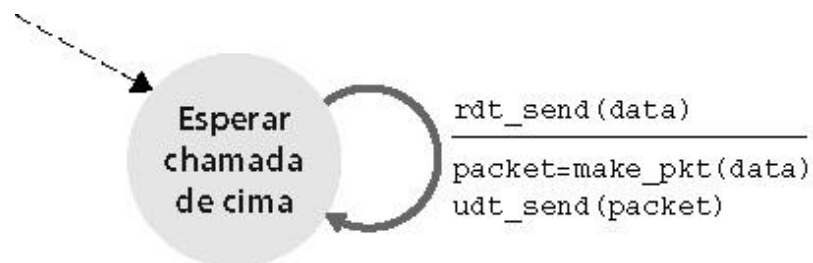 Esperar
chamada
de cima
rdt_send(data)
packet=make_pkt(data)
udt_send(packet)